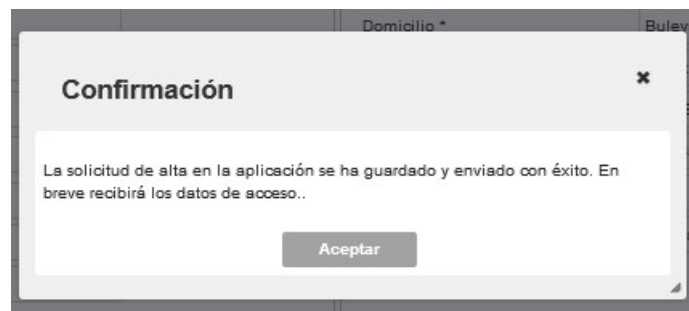 Domicilio * Bulev
Confirmación
La solicitud de alta en la aplicación se ha guardado y enviado con éxito. En
breve recibirá los datos de acceso..
Aceptar